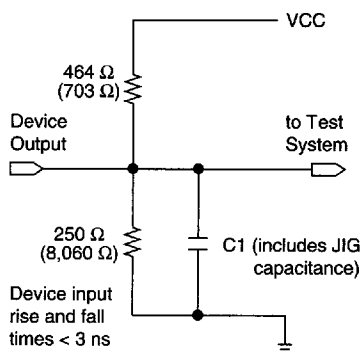 VCC
464 Ω
(703 Ω)
Device
Output
to Test
System
250 Ω
(8,060 Ω)
C1 (includes JIG
capacitance)
Device input
rise and fall
times < 3 ns